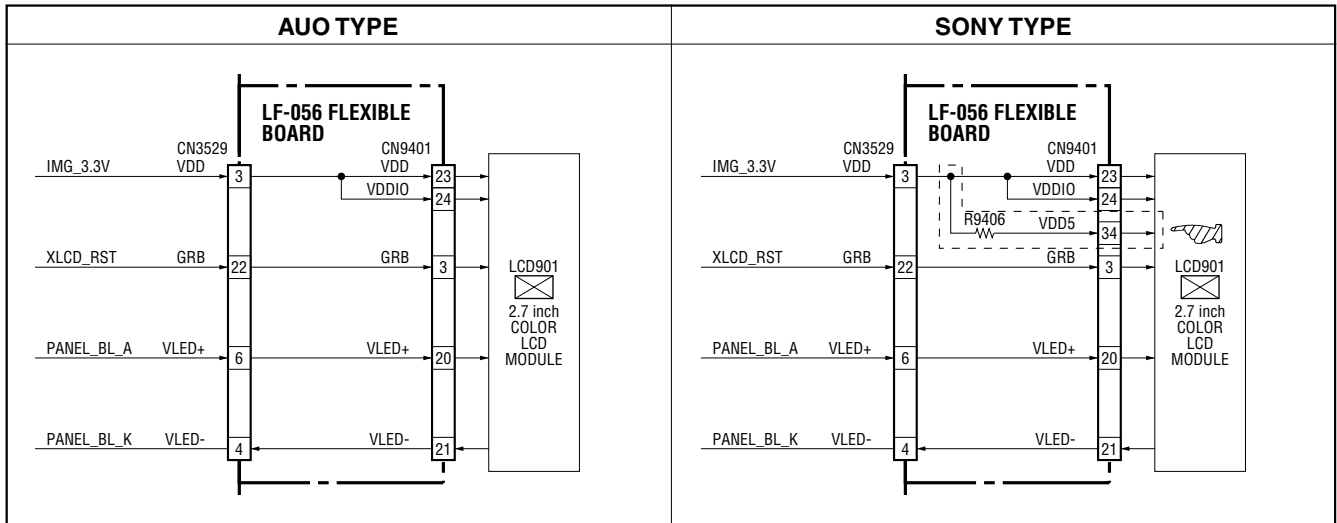 AUO TYPE
LF-056 FLEXIBLE
BOARD
CN3529
CN9401
IMG_3.3V
VDD
3
VDD
23
VDDIO
24
XLCD_RST
GRB
22
GRB
3
LCD901
2.7 inch
COLOR
LCD
MODULE
PANEL_BL_A
VLED+
6
VLED+
20
PANEL_BL_K
VLED-
4
VLED-
21
SONY TYPE
LF-056 FLEXIBLE
BOARD
CN3529
CN9401
IMG_3.3V
VDD
3
VDD
23
VDDIO
24
R9406
VDD5
34
XLCD_RST
GRB
22
GRB
3
LCD901
2.7 inch
COLOR
LCD
MODULE
PANEL_BL_A
VLED+
6
VLED+
20
PANEL_BL_K
VLED-
4
VLED-
21